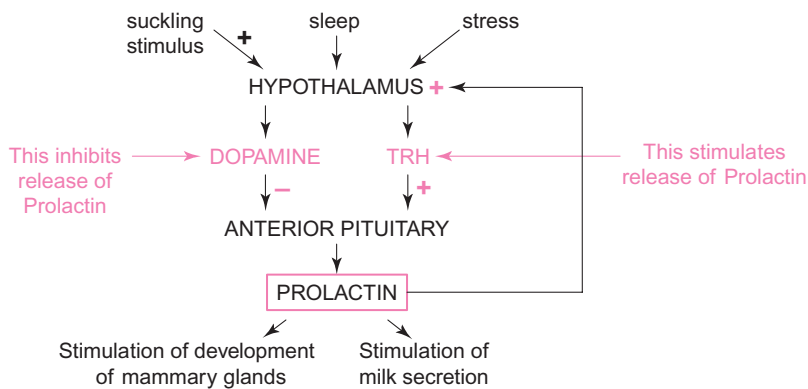 suckling
stimulus
+
sleep
stress
HYPOTHALAMUS +
This inhibits
release of
Prolactin
DOPAMINE
TRH
This stimulates
release of Prolactin
–
+
ANTERIOR PITUITARY
PROLACTIN
Stimulation of development
of mammary glands
Stimulation of
milk secretion